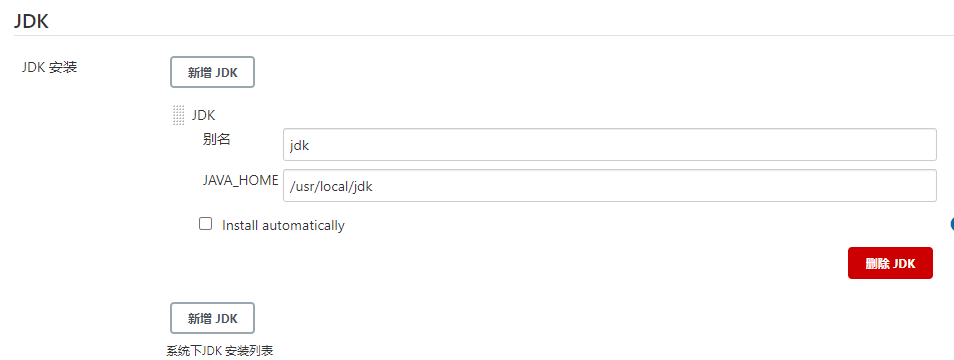 JDK
JDK 安装
新增 JDK
JDK
别名
jdk
JAVA_HOME
/usr/local/jdk
Install automatically
删除 JDK
新增 JDK
系统下JDK 安装列表